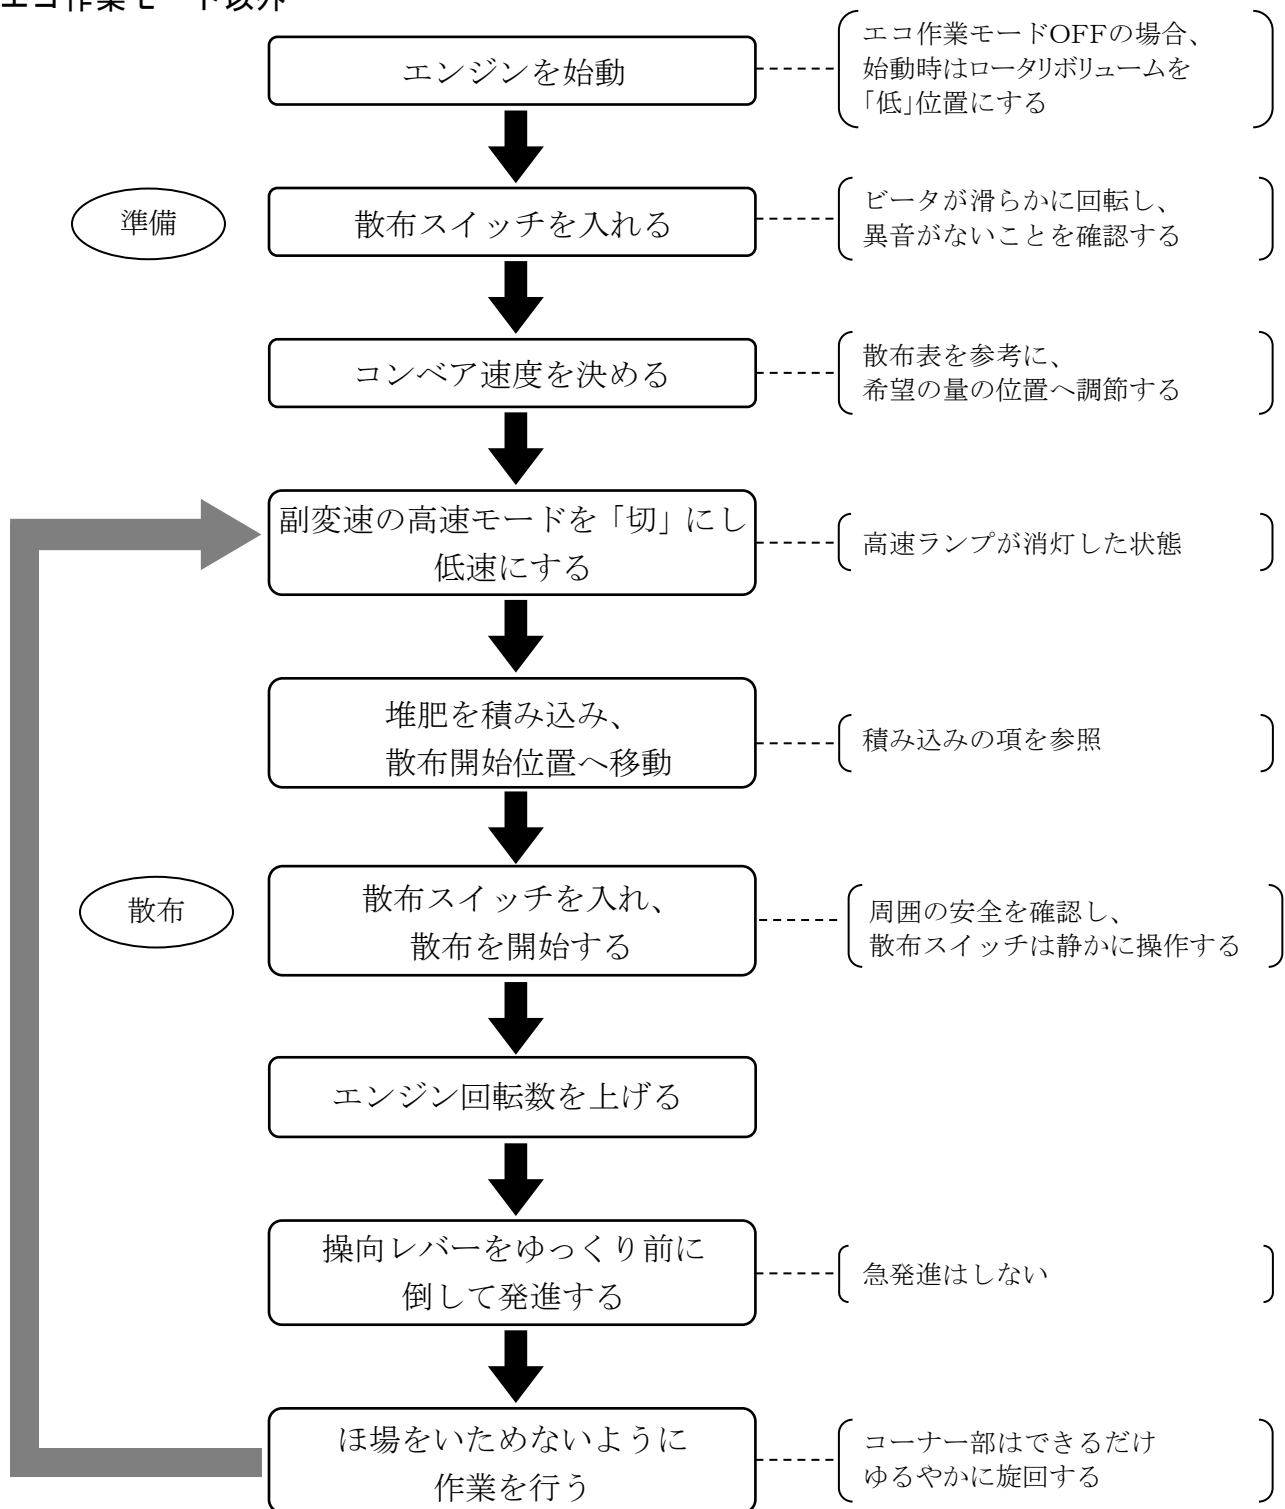 エコ作業モード以外
エンジンを始動
エコ作業モードOFFの場合、
始動時はロータリボリュームを
「低」位置にする
準備
散布スイッチを入れる
ビータが滑らかに回転し、
異音がないことを確認する
コンベア速度を決める
散布表を参考に、
希望の量の位置へ調節する
副変速の高速モードを「切」にし
低速にする
高速ランプが消灯した状態
堆肥を積み込み、
散布開始位置へ移動
積み込みの項を参照
散布
散布スイッチを入れ、
散布を開始する
周囲の安全を確認し、
散布スイッチは静かに操作する
エンジン回転数を上げる
操向レバーをゆっくり前に
倒して発進する
急発進はしない
ほ場をいためないように
作業を行う
コーナー部はできるだけ
ゆるやかに旋回する